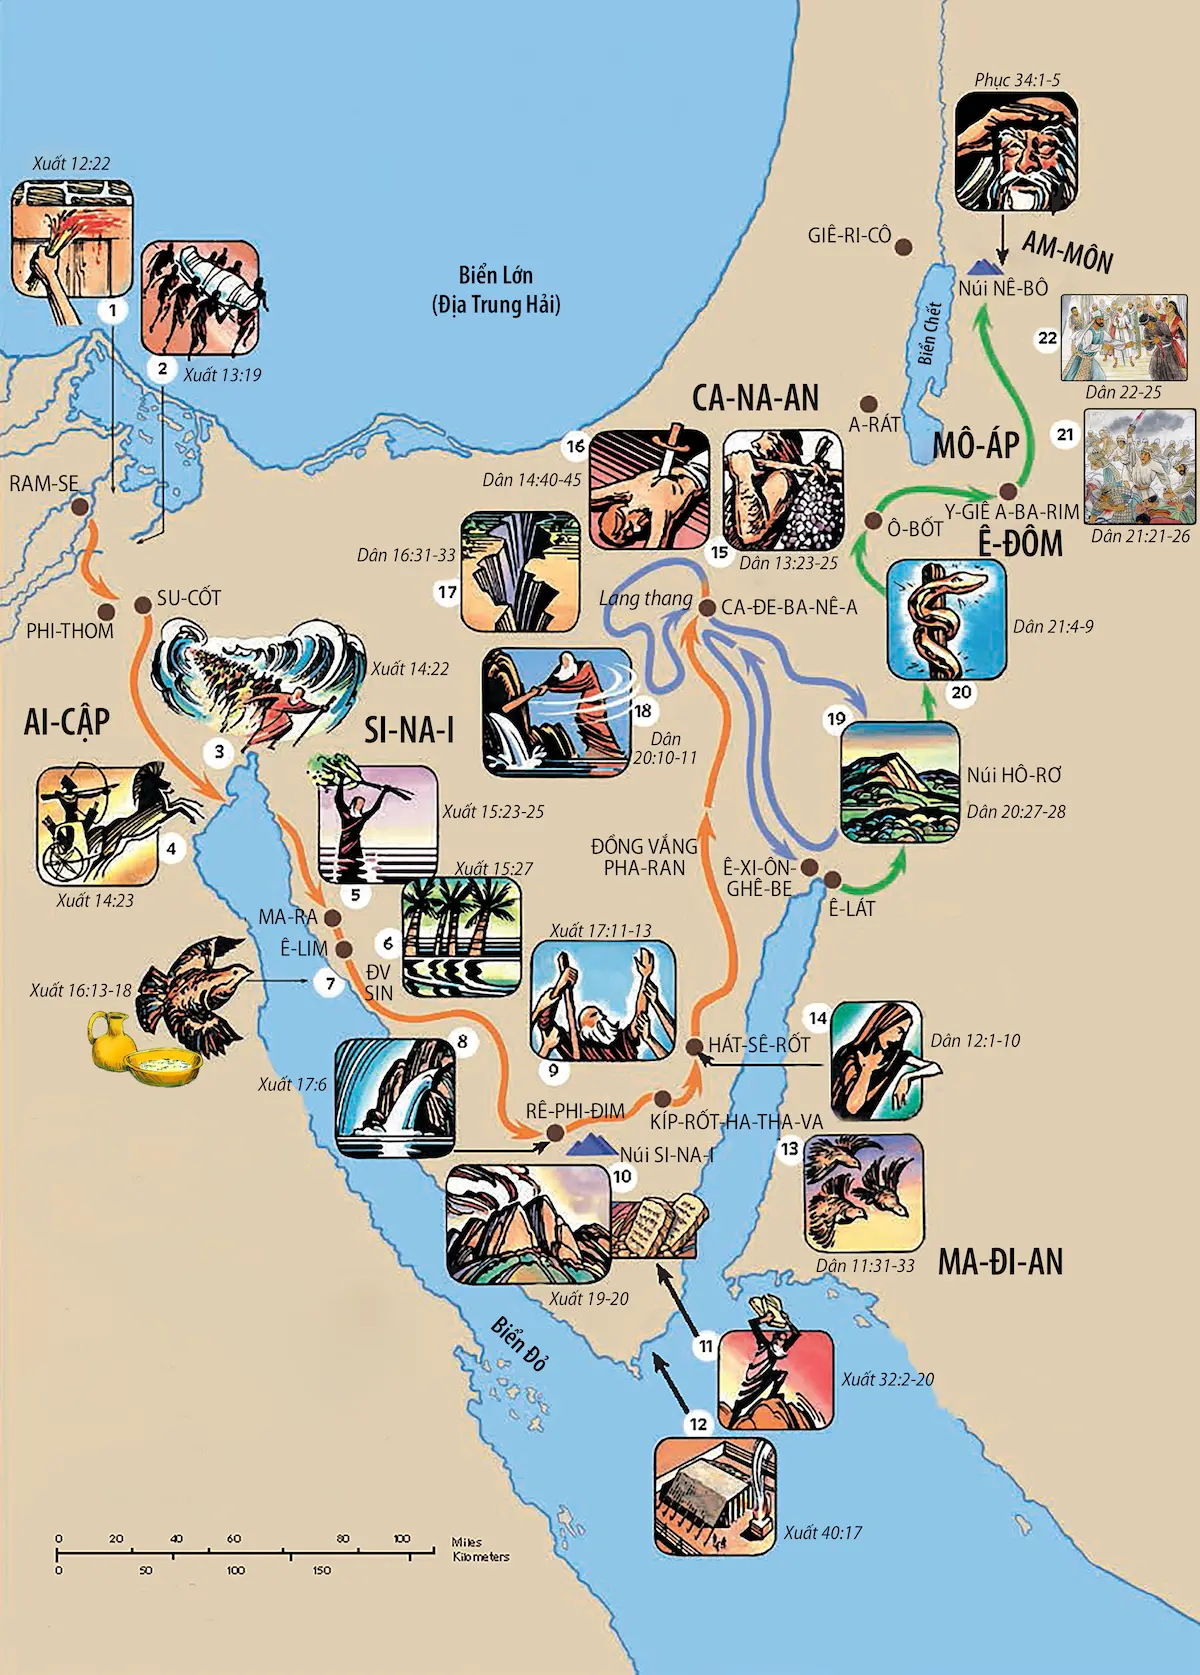 Phục 34:1-5
Xuất 12:22
GIÊ-RI-CÔ
AM-MÔN
Biển Lớn
(Địa Trung Hải)
Núi NÊ-BÔ
1
Biển Chết
22
2
Xuất 13:19
Dân 22-25
CA-NA-AN
A-RÁT
MÔ-ÁP
21
16
Dân 14:40-45
RAM-SE
Y-GIÊ A-BA-RIM
Ô-BỐT
Dân 21:21-26
Ê-ĐÔM
15
Dân 13:23-25
Dân 16:31-33
17
Lang thang
CA-ĐE-BA-NÊ-A
SU-CỐT
PHI-THOM
Dân 21:4-9
Xuất 14:22
20
AI-CẬP
SI-NA-I
18
19
Dân
20:10-11
3
Núi HÔ-RƠ
Dân 20:27-28
Xuất 15:23-25
4
ĐỒNG VẮNG
PHA-RAN
Ê-XI-ÔN-
GHÊ-BE
Xuất 15:27
5
Xuất 14:23
Ê-LÁT
MA-RA
6
Ê-LIM
Xuất 17:11-13
ĐV
SIN
7
Xuất 16:13-18
14
8
HÁT-SÊ-RỐT
Dân 12:1-10
9
Xuất 17:6
RÊ-PHI-ĐIM
KÍP-RỐT-HA-THA-VA
Núi SI-NA-I
13
10
MA-ĐI-AN
Dân 11:31-33
Xuất 19-20
Biển Đỏ
11
Xuất 32:2-20
12
Xuất 40:17
0 20 40 60 80 100 Miles
Kilometers
0 50 100 150